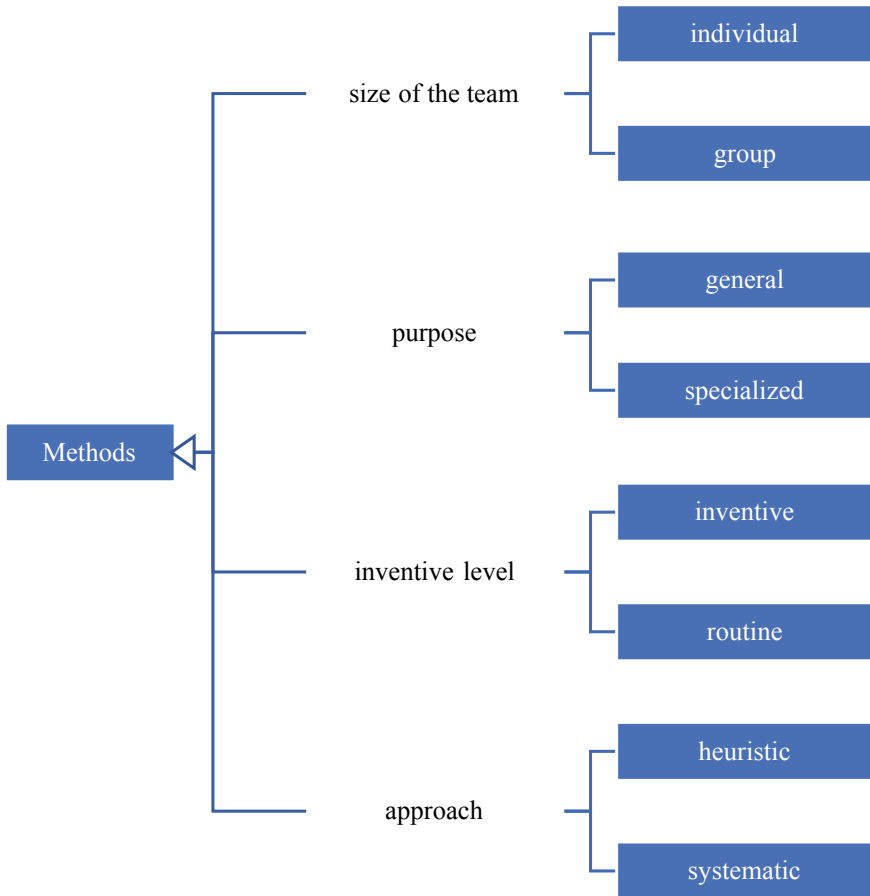 individual
size of the team
group
general
purpose
specialized
Methods
inventive
inventive level
routine
heuristic
approach
systematic